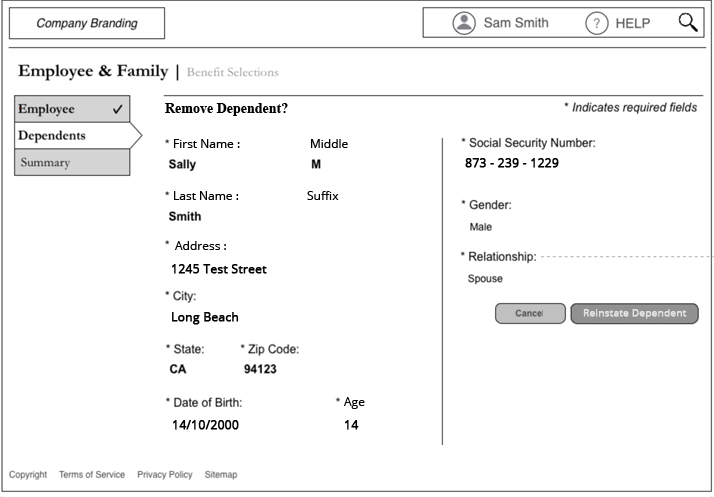 Company Branding
Sam Smith ? HELP
Employee & Family | Benefit Selections
Employee ✓
Dependents
Summary
Remove Dependent?
* Indicates required fields
* First Name : Middle
Sally M
* Last Name : Suffix
Smith
* Address :
1245 Test Street
* City:
Long Beach
* State: * Zip Code:
CA 94123
* Date of Birth: * Age
14/10/2000 14
* Social Security Number:
873 - 239 - 1229
* Gender:
Male
* Relationship:
Spouse
Cancel Reinstate Dependent
Copyright Terms of Service Privacy Policy Sitemap